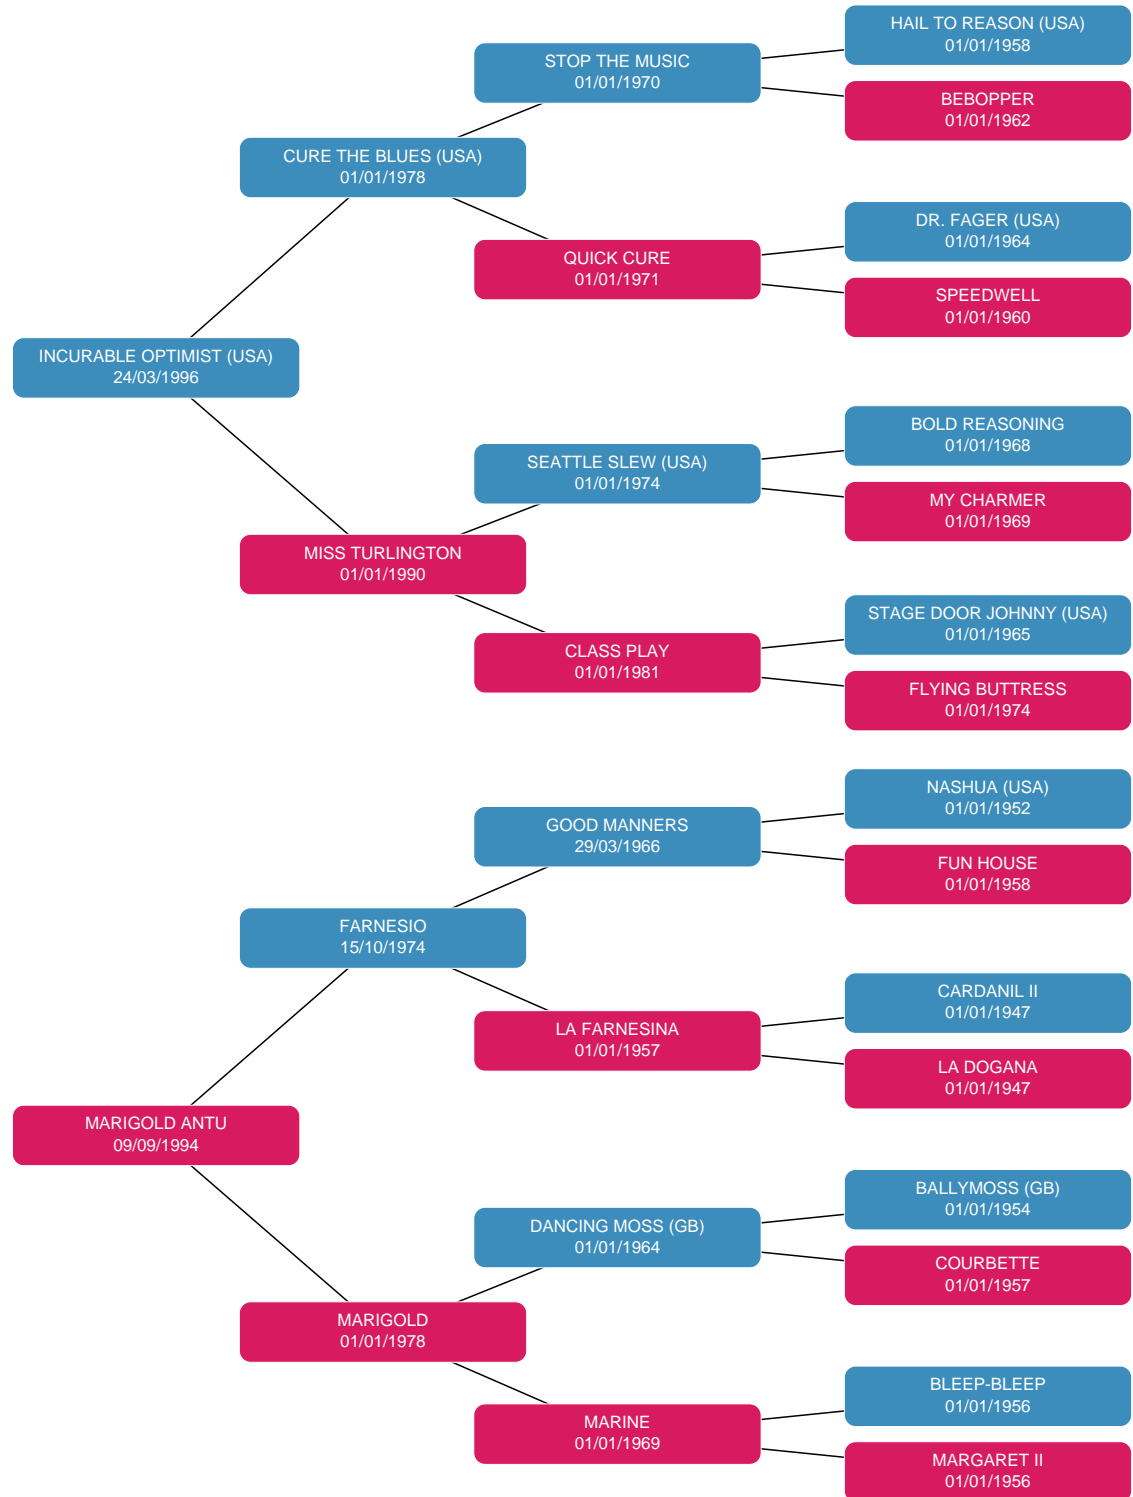 HAIL TO REASON (USA)
01/01/1958
STOP THE MUSIC
01/01/1970
BEBOPPER
01/01/1962
CURE THE BLUES (USA)
01/01/1978
DR. FAGER (USA)
01/01/1964
QUICK CURE
01/01/1971
SPEEDWELL
01/01/1960
INCURABLE OPTIMIST (USA)
24/03/1996
BOLD REASONING
01/01/1968
SEATTLE SLEW (USA)
01/01/1974
MY CHARMER
01/01/1969
MISS TURLINGTON
01/01/1990
STAGE DOOR JOHNNY (USA)
01/01/1965
CLASS PLAY
01/01/1981
FLYING BUTTRESS
01/01/1974
NASHUA (USA)
01/01/1952
GOOD MANNERS
29/03/1966
FUN HOUSE
01/01/1958
FARNESIO
15/10/1974
CARDANIL II
01/01/1947
LA FARNESINA
01/01/1957
LA DOGANA
01/01/1947
MARIGOLD ANTU
09/09/1994
BALLYMOSS (GB)
01/01/1954
DANCING MOSS (GB)
01/01/1964
COURBETTE
01/01/1957
MARIGOLD
01/01/1978
BLEEP-BLEEP
01/01/1956
MARINE
01/01/1969
MARGARET II
01/01/1956